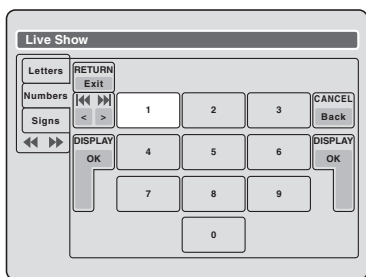 Live Show
Letters
Numbers
Signs
RETURN
Exit
< >
1 2 3
CANCEL
Back
DISPLAY
OK
4 5 6
DISPLAY
OK
7 8 9
0